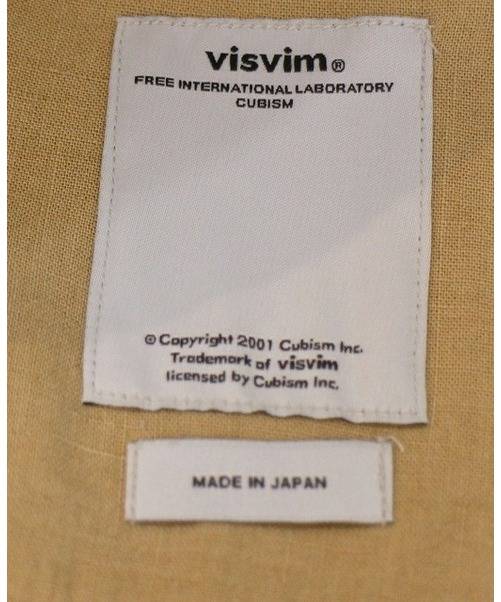 visvim®
FREE INTERNATIONAL LABORATORY
CUBISM
© Copyright 2001 Cubism Inc.
Trademark of visvim
licensed by Cubism Inc.
MADE IN JAPAN